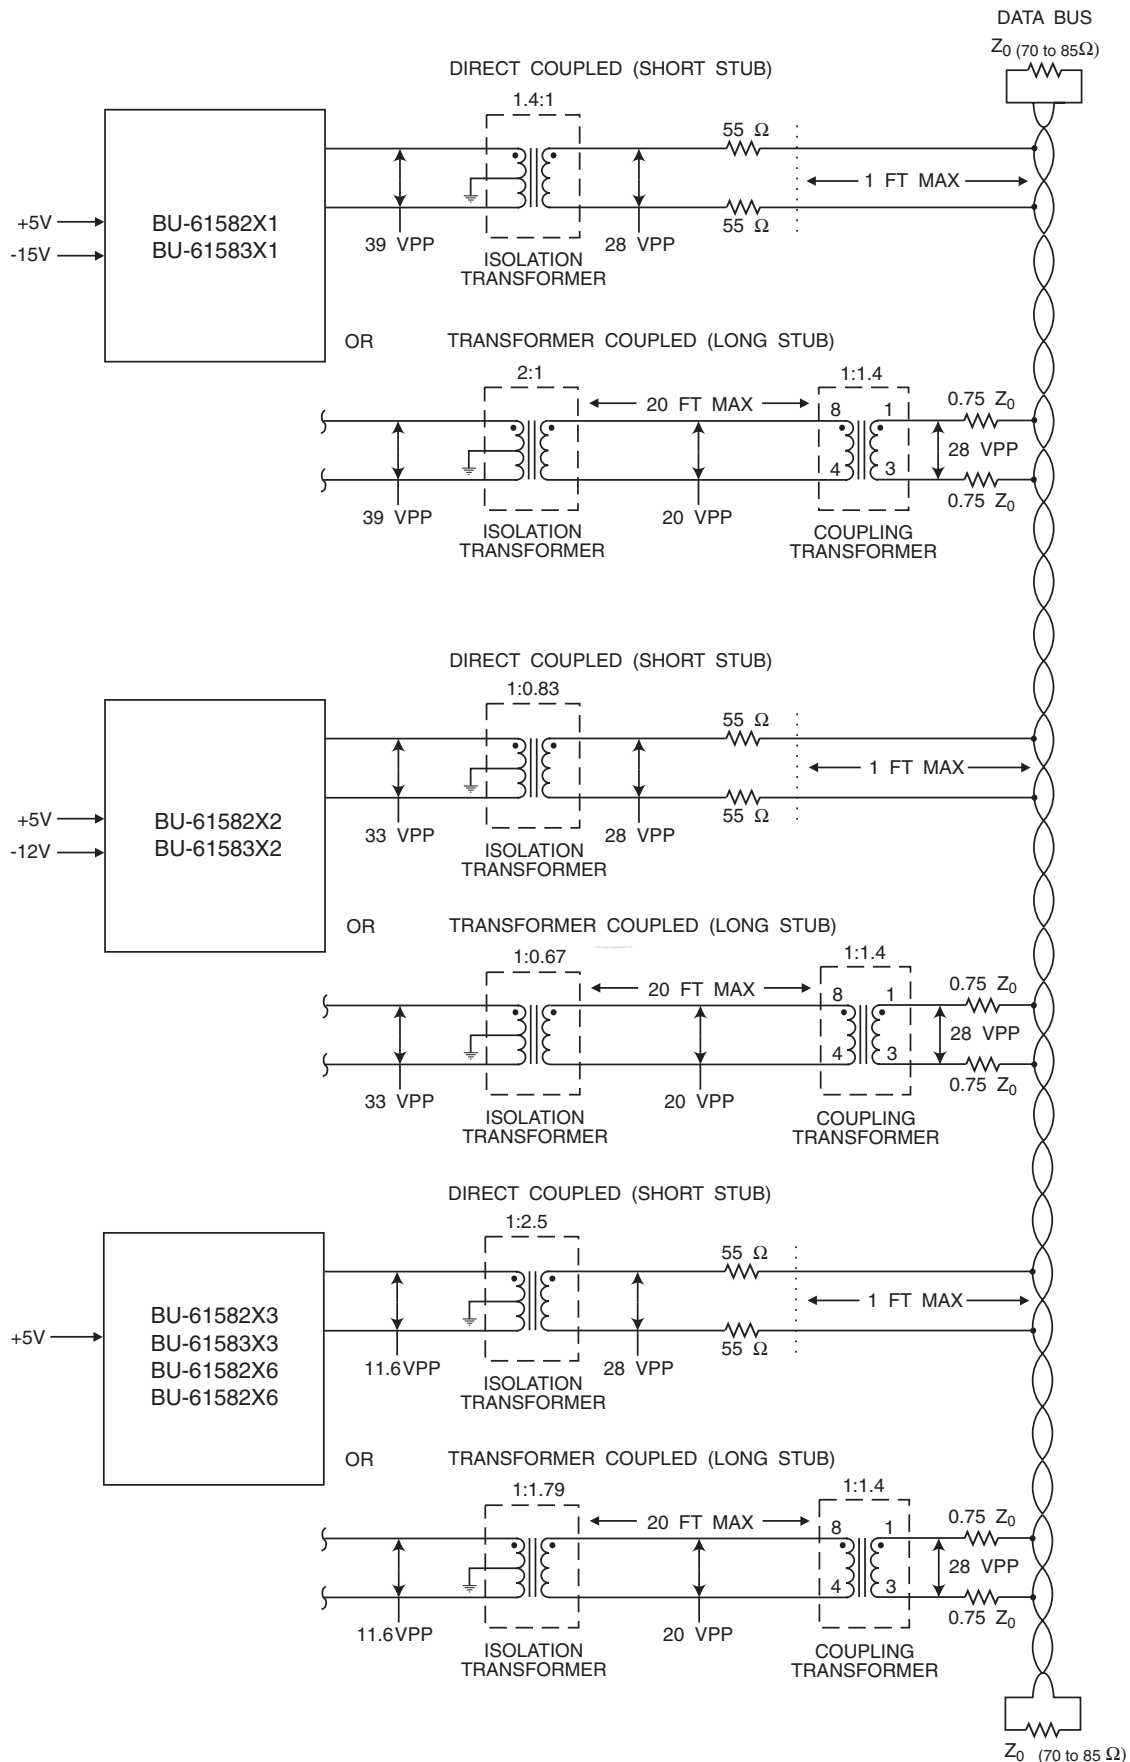 DATA BUS
Z0 (70 to 85Ω)
DIRECT COUPLED (SHORT STUB)
1.4:1
55 Ω
1 FT MAX
+5V
-15V
BU-61582X1
BU-61583X1
55 Ω
39 VPP
28 VPP
ISOLATION
TRANSFORMER
OR
TRANSFORMER COUPLED (LONG STUB)
2:1
1:1.4
20 FT MAX
8
1
0.75 Z0
28 VPP
4
3
0.75 Z0
39 VPP
20 VPP
ISOLATION
TRANSFORMER
COUPLING
TRANSFORMER
DIRECT COUPLED (SHORT STUB)
1:0.83
55 Ω
1 FT MAX
+5V
-12V
BU-61582X2
BU-61583X2
55 Ω
33 VPP
28 VPP
ISOLATION
TRANSFORMER
OR
TRANSFORMER COUPLED (LONG STUB)
1:0.67
1:1.4
20 FT MAX
8
1
0.75 Z0
28 VPP
4
3
0.75 Z0
33 VPP
20 VPP
ISOLATION
TRANSFORMER
COUPLING
TRANSFORMER
DIRECT COUPLED (SHORT STUB)
1:2.5
55 Ω
1 FT MAX
+5V
BU-61582X3
BU-61583X3
BU-61582X6
BU-61582X6
55 Ω
11.6VPP
28 VPP
ISOLATION
TRANSFORMER
OR
TRANSFORMER COUPLED (LONG STUB)
1:1.79
1:1.4
20 FT MAX
8
1
0.75 Z0
28 VPP
4
3
0.75 Z0
11.6VPP
20 VPP
ISOLATION
TRANSFORMER
COUPLING
TRANSFORMER
Z0 (70 to 85 Ω)